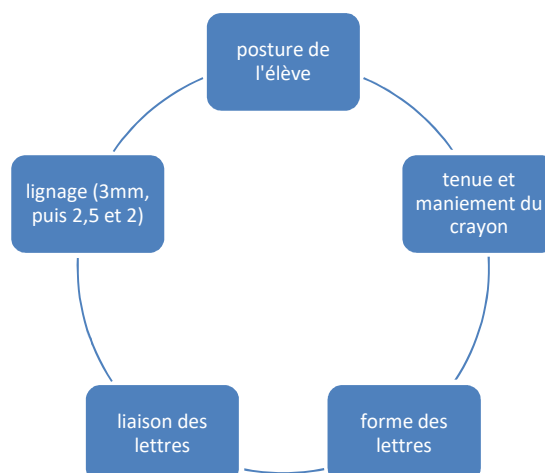 posture de
l'élève
tenue et
maniement du
crayon
forme des
lettres
liaison des
lettres
lignage (3mm,
puis 2,5 et 2)